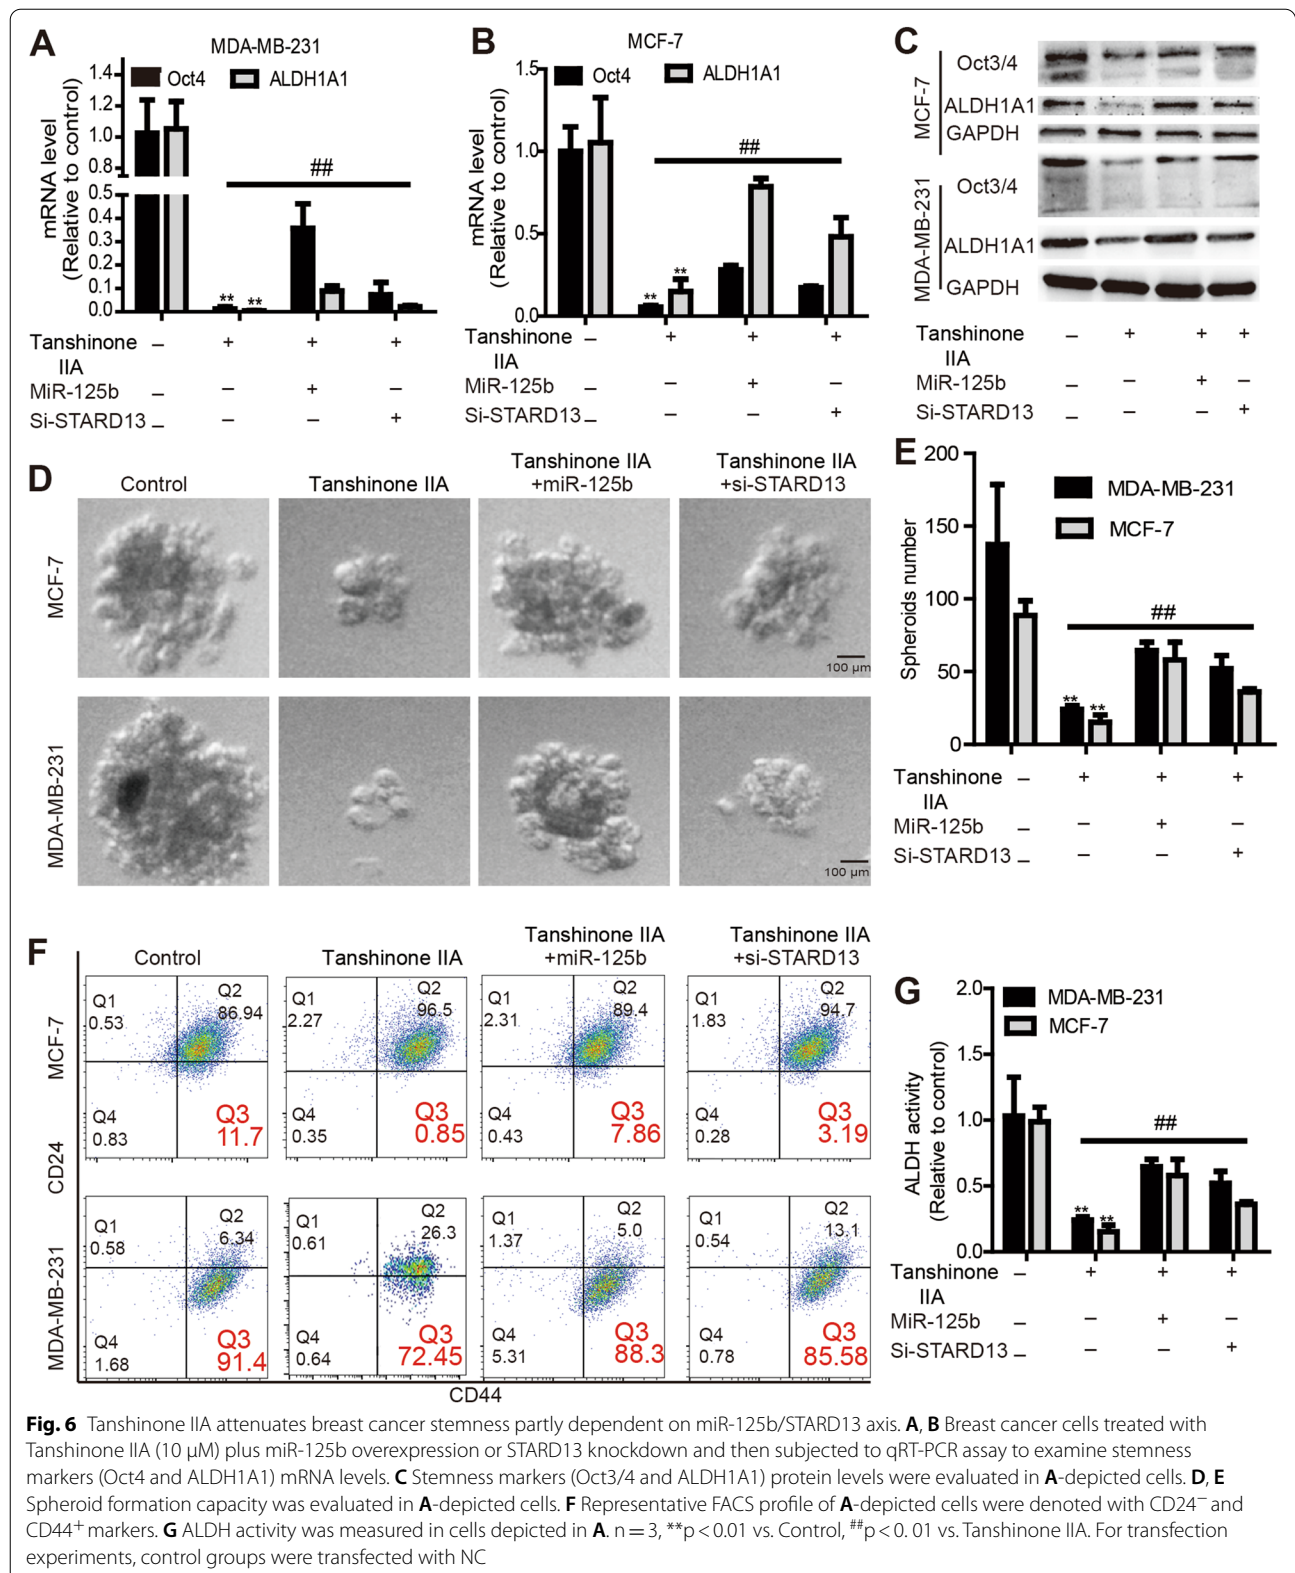 A
MDA-MB-231
Oct4
ALDH1A1
mRNA level
(Relative to control)
1.4
1.2
1.0
0.8
0.5
0.4
0.3
0.2
0.1
0.0
##
** **
Tanshinone – + + +
IIA
MiR-125b – – + –
Si-STARD13 – – – +
B
MCF-7
Oct4
ALDH1A1
mRNA level
(Relative to control)
1.5
1.0
0.5
0.0
##
** **
Tanshinone – + + +
IIA
MiR-125b – – + –
Si-STARD13 – – – +
C
MCF-7
Oct3/4
ALDH1A1
GAPDH
MDA-MB-231
Oct3/4
ALDH1A1
GAPDH
Tanshinone – + + +
IIA
MiR-125b – – + –
Si-STARD13 – – – +
D
Control
Tanshinone IIA
Tanshinone IIA
+miR-125b
Tanshinone IIA
+si-STARD13
MCF-7
100 µm
MDA-MB-231
100 µm
E
200
150
100
50
0
Spheroids number
MDA-MB-231
MCF-7
##
** **
Tanshinone – + + +
IIA
MiR-125b – – + –
Si-STARD13 – – – +
F
Control
Tanshinone IIA
Tanshinone IIA
+miR-125b
Tanshinone IIA
+si-STARD13
MCF-7
Q1
0.53
Q2
86.94
Q4
0.83
Q3
11.7
Q1
2.27
Q2
96.5
Q4
0.35
Q3
0.85
Q1
2.31
Q2
89.4
Q4
0.43
Q3
7.86
Q1
1.83
Q2
94.7
Q4
0.28
Q3
3.19
CD24
MDA-MB-231
Q1
0.58
Q2
6.34
Q4
1.68
Q3
91.4
Q1
0.61
Q2
26.3
Q4
0.64
Q3
72.45
Q1
1.37
Q2
5.0
Q4
5.31
Q3
88.3
Q1
0.54
Q2
13.1
Q4
0.78
Q3
85.58
CD44
G
2.0
1.5
1.0
0.5
0.0
ALDH activity
(Relative to control)
MDA-MB-231
MCF-7
##
** **
Tanshinone – + + +
IIA
MiR-125b – – + –
Si-STARD13 – – – +
Fig. 6 Tanshinone IIA attenuates breast cancer stemness partly dependent on miR-125b/STARD13 axis. A, B Breast cancer cells treated with
Tanshinone IIA (10 μM) plus miR-125b overexpression or STARD13 knockdown and then subjected to qRT-PCR assay to examine stemness
markers (Oct4 and ALDH1A1) mRNA levels. C Stemness markers (Oct3/4 and ALDH1A1) protein levels were evaluated in A-depicted cells. D, E
Spheroid formation capacity was evaluated in A-depicted cells. F Representative FACS profile of A-depicted cells were denoted with CD24⁻ and
CD44⁺ markers. G ALDH activity was measured in cells depicted in A. n = 3, **p < 0.01 vs. Control, ##p < 0. 01 vs. Tanshinone IIA. For transfection
experiments, control groups were transfected with NC